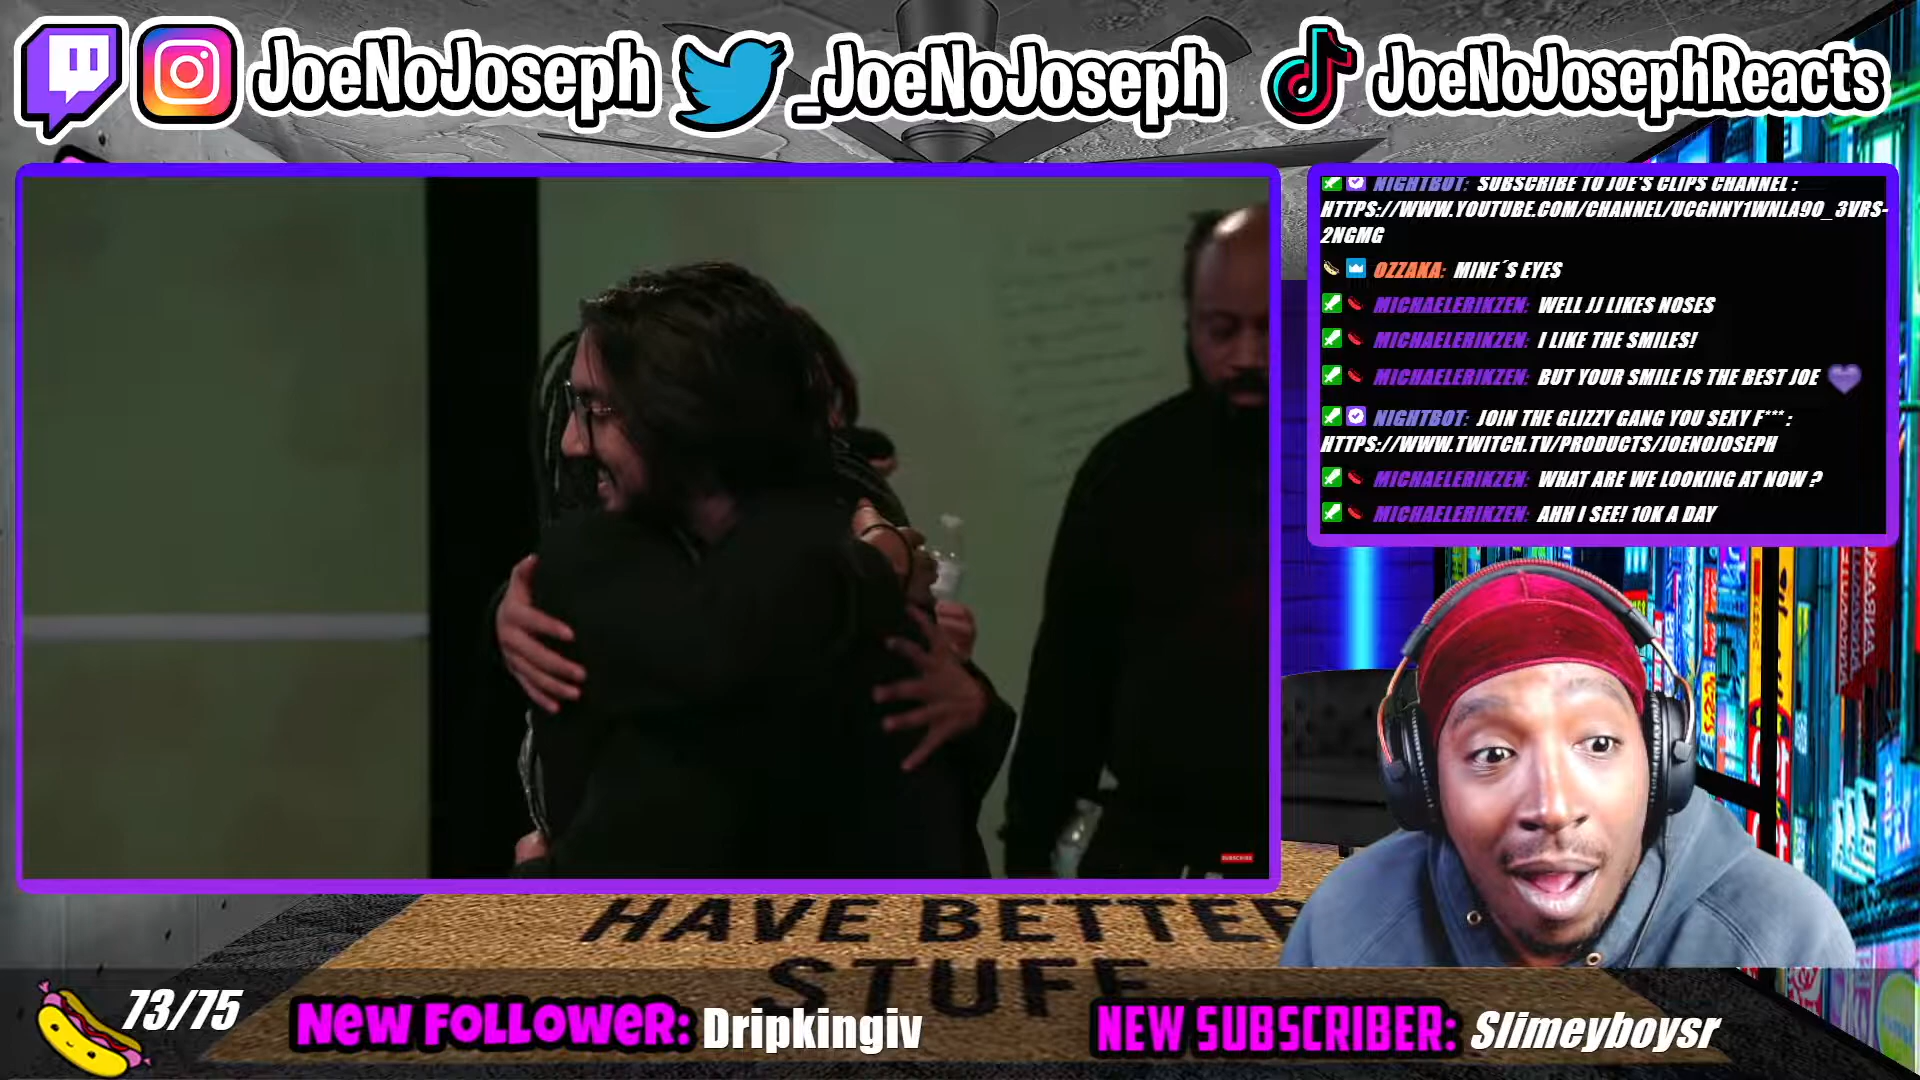 JoeNoJoseph
_JoeNoJoseph
JoeNoJosephReacts
NIGHTBOT: SUBSCRIBE TO JOE'S CLIPS CHANNEL :
HTTPS://WWW.YOUTUBE.COM/CHANNEL/UCGNNY1WNLA9O_3VRS-
2NGMG
OZZAKA: MINE´S EYES
MICHAELERIKZEN: WELL JJ LIKES NOSES
MICHAELERIKZEN: I LIKE THE SMILES!
MICHAELERIKZEN: BUT YOUR SMILE IS THE BEST JOE
NIGHTBOT: JOIN THE GLIZZY GANG YOU SEXY F*** :
HTTPS://WWW.TWITCH.TV/PRODUCTS/JOENOJOSEPH
MICHAELERIKZEN: WHAT ARE WE LOOKING AT NOW ?
MICHAELERIKZEN: AHH I SEE! 10K A DAY
SUBSCRIBE
HAVE BETTER
STUFF
73/75
NEW FOLLOWER: Dripkingiv
NEW SUBSCRIBER: Slimeyboysr